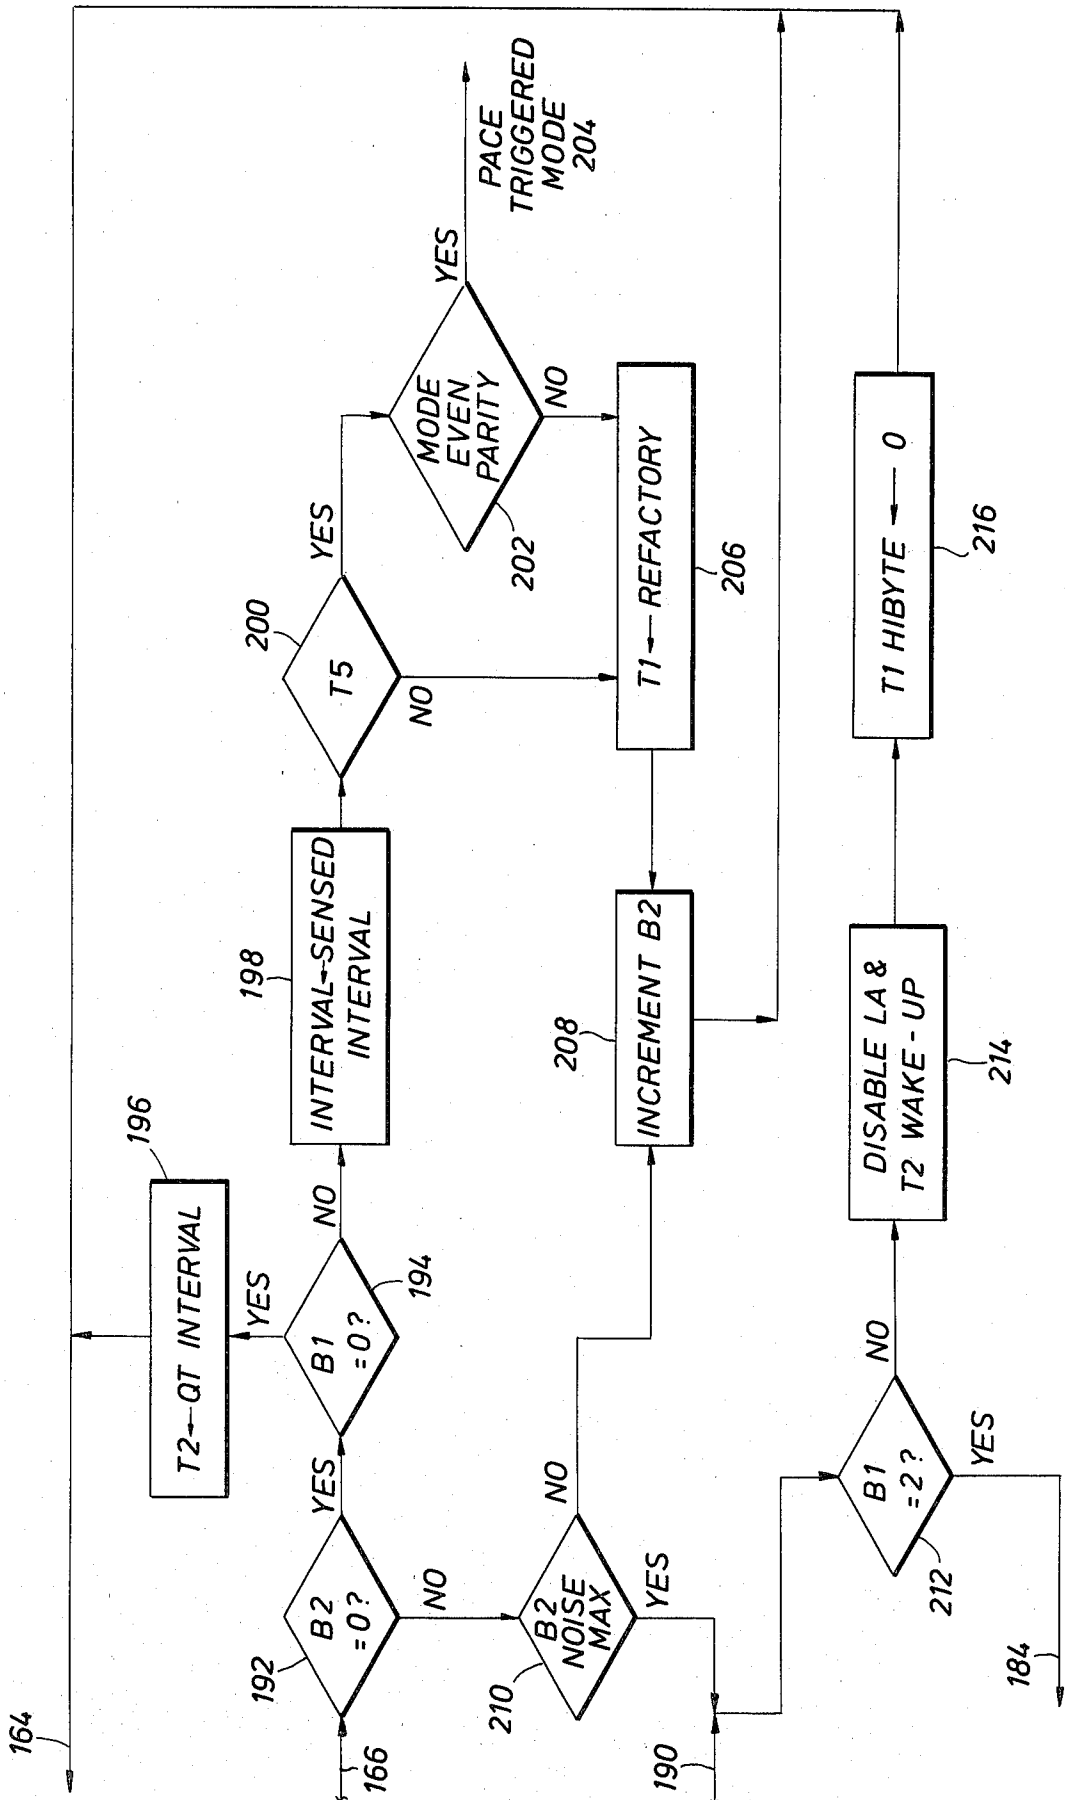 164
166
192
B2
=0?
YES
NO
194
B1
=0?
YES
NO
196
T2←QT INTERVAL
198
INTERVAL←SENSED
INTERVAL
200
T5
YES
NO
202
MODE
EVEN
PARITY
YES
NO
PACE
TRIGGERED
MODE
204
T1←REFACTORY
206
208
INCREMENT B2
210
B2
NOISE
MAX
NO
YES
190
212
B1
=2?
NO
YES
184
DISABLE LA &
T2 WAKE-UP
214
T1 HIBYTE ← 0
216